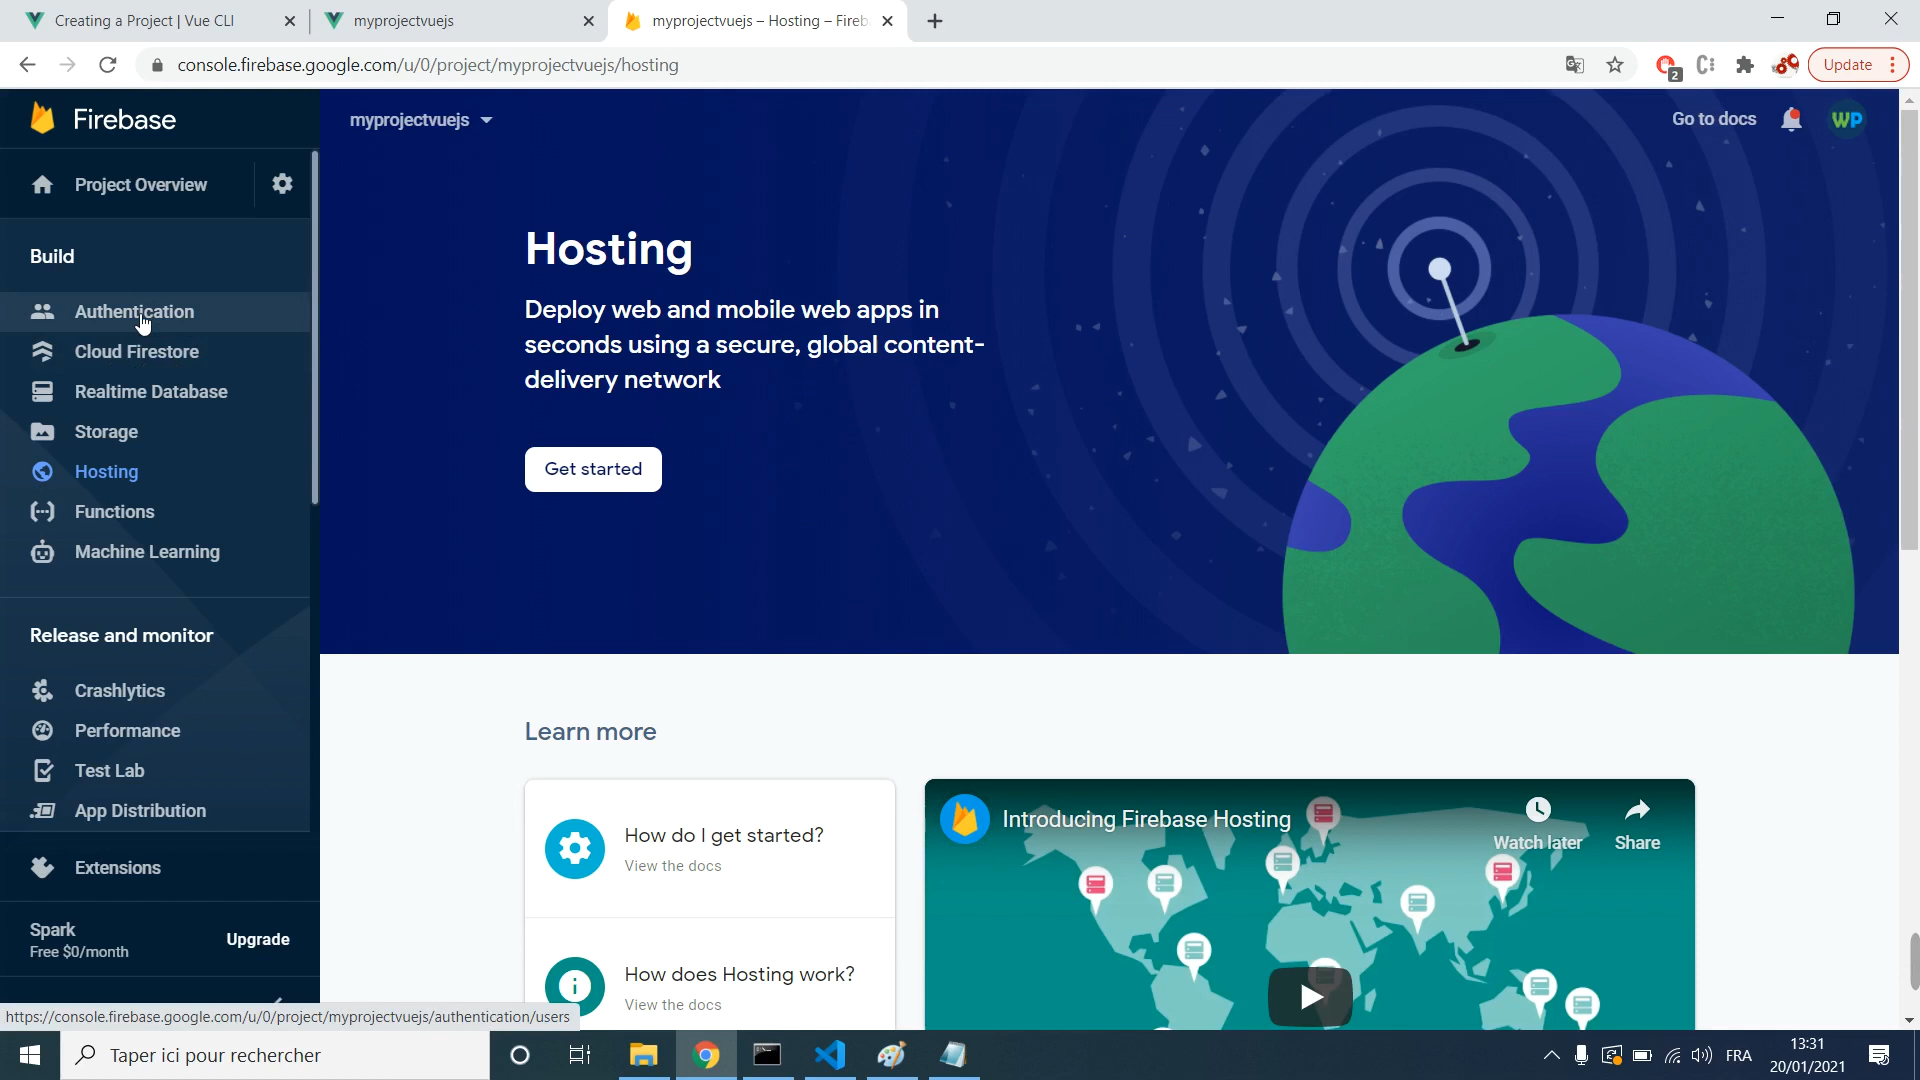 Creating a Project | Vue CLI
myprojectvuejs
myprojectvuejs – Hosting – Fireb
console.firebase.google.com/u/0/project/myprojectvuejs/hosting
2
Update
Firebase
myprojectvuejs
Go to docs
WP
Project Overview
Build
Authentication
Cloud Firestore
Realtime Database
Storage
Hosting
Functions
Machine Learning
Release and monitor
Crashlytics
Performance
Test Lab
App Distribution
Extensions
Spark
Free $0/month
Upgrade
Hosting
Deploy web and mobile web apps in
seconds using a secure, global content-
delivery network
Get started
Learn more
How do I get started?
View the docs
How does Hosting work?
View the docs
Introducing Firebase Hosting
Watch later
Share
https://console.firebase.google.com/u/0/project/myprojectvuejs/authentication/users
Taper ici pour rechercher
FRA
13:31
20/01/2021